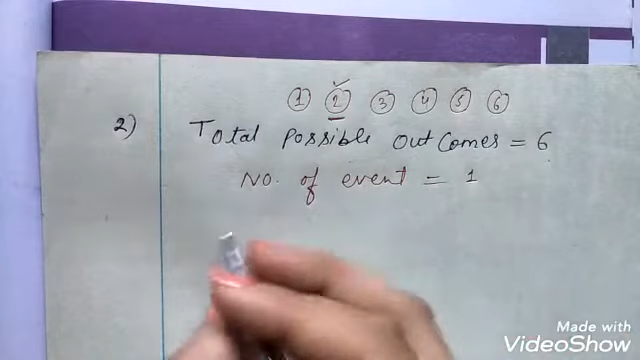 1 2 3 4 5 6
2) Total possible outcomes = 6
No. of event = 1
Made with
VideoShow